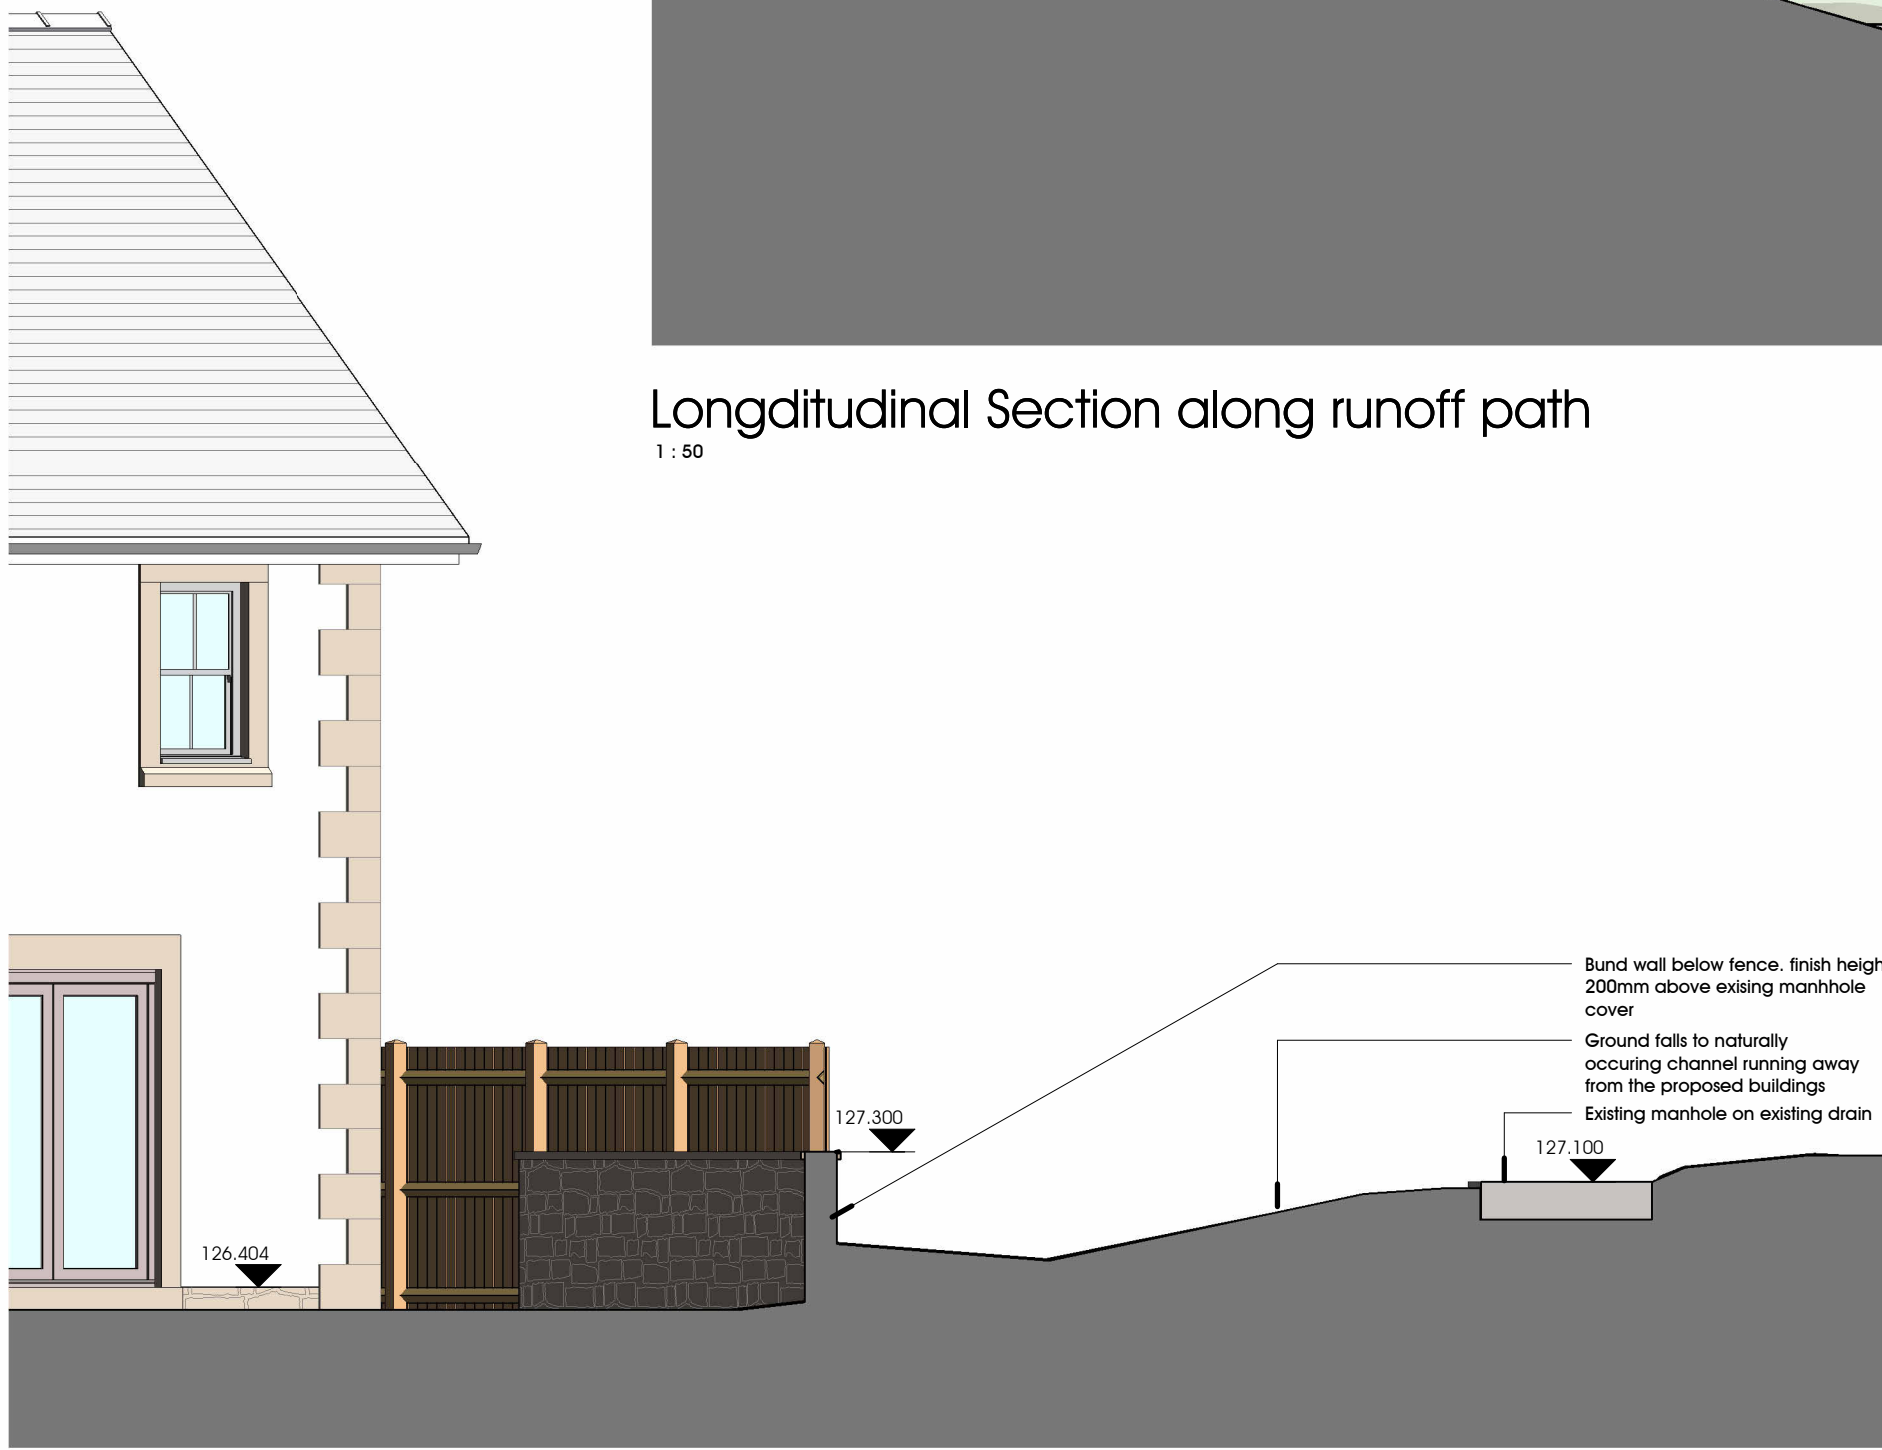 Longditudinal Section along runoff path
1 : 50
Bund wall below fence. finish heigh
200mm above exising manhhole
cover
Ground falls to naturally
occuring channel running away
from the proposed buildings
Existing manhole on existing drain
127.300
127.100
126.404